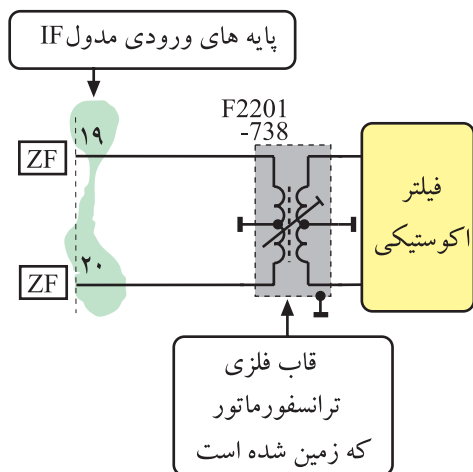 پایه های ورودی مدول IF
F2201
-738
۱۹
ZF
۲۰
ZF
فیلتر
اکوستیکی
قاب فلزی
ترانسفورماتور
که زمین شده است